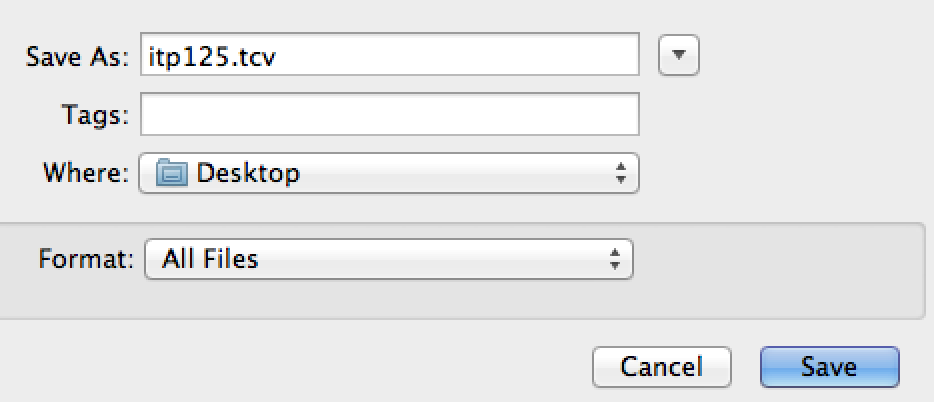 Save As: itp125.tcv
Tags:
Where: Desktop
Format: All Files
Cancel Save